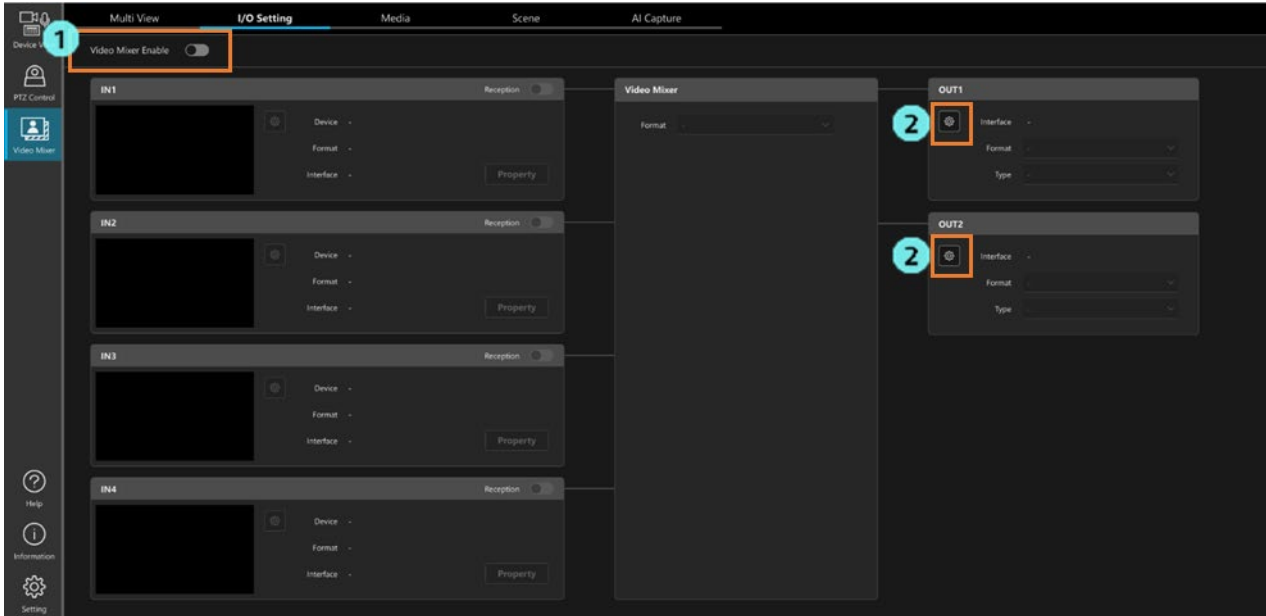 Multi View
I/O Setting
Media
Scene
AI Capture
Device
1
Video Mixer Enable
PTZ Control
Video Mixer
Help
Information
Setting
IN1
Reception
Device -
Format -
Interface -
Property
IN2
Reception
Device -
Format -
Interface -
Property
IN3
Reception
Device -
Format -
Interface -
Property
IN4
Reception
Device -
Format -
Interface -
Property
Video Mixer
Format -
OUT1
2
Interface -
Format -
Type -
OUT2
2
Interface -
Format -
Type -